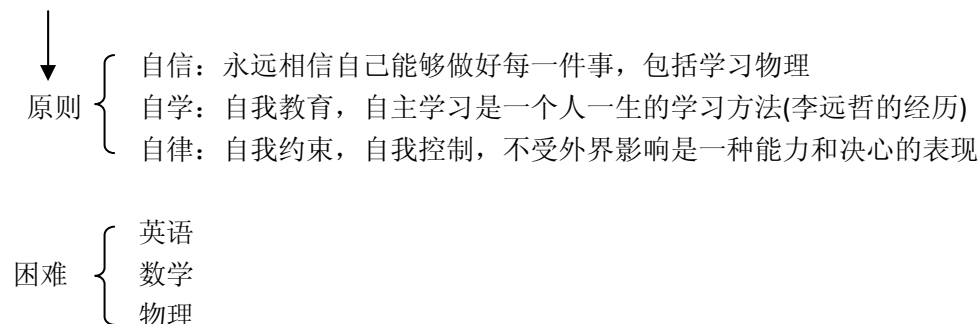 自信：永远相信自己能够做好每一件事，包括学习物理
原则
自学：自我教育，自主学习是一个人一生的学习方法(李远哲的经历)
自律：自我约束，自我控制，不受外界影响是一种能力和决心的表现
英语
困难
数学
物理